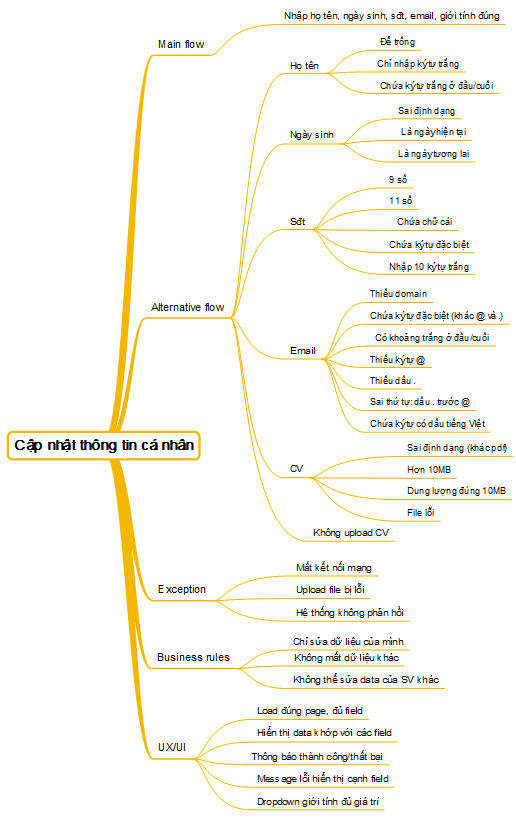 Cập nhật thông tin cá nhân
Main flow
Nhập họ tên, ngày sinh, sđt, email, giới tính đúng
Alternative flow
Họ tên
Để trống
Chỉ nhập ký tự trắng
Chứa ký tự trắng ở đầu/cuối
Ngày sinh
Sai định dạng
Là ngày hiện tại
Là ngày tương lai
Sđt
9 số
11 số
Chứa chữ cái
Chứa ký tự đặc biệt
Nhập 10 ký tự trắng
Email
Thiếu domain
Chứa ký tự đặc biệt (khác @ và .)
Có khoảng trắng ở đầu/cuối
Thiếu ký tự @
Thiếu dấu .
Sai thứ tự: dấu . trước @
Chứa ký tự có dấu tiếng Việt
CV
Sai định dạng (khác pdf)
Hơn 10MB
Dung lượng đúng 10MB
File lỗi
Không upload CV
Exception
Mất kết nối mạng
Upload file bị lỗi
Hệ thống không phản hồi
Business rules
Chỉ sửa dữ liệu của mình
Không mất dữ liệu khác
Không thể sửa data của SV khác
UX/UI
Load đúng page, đủ field
Hiển thị data khớp với các field
Thông báo thành công/thất bại
Message lỗi hiển thị cạnh field
Dropdown giới tính đủ giá trí